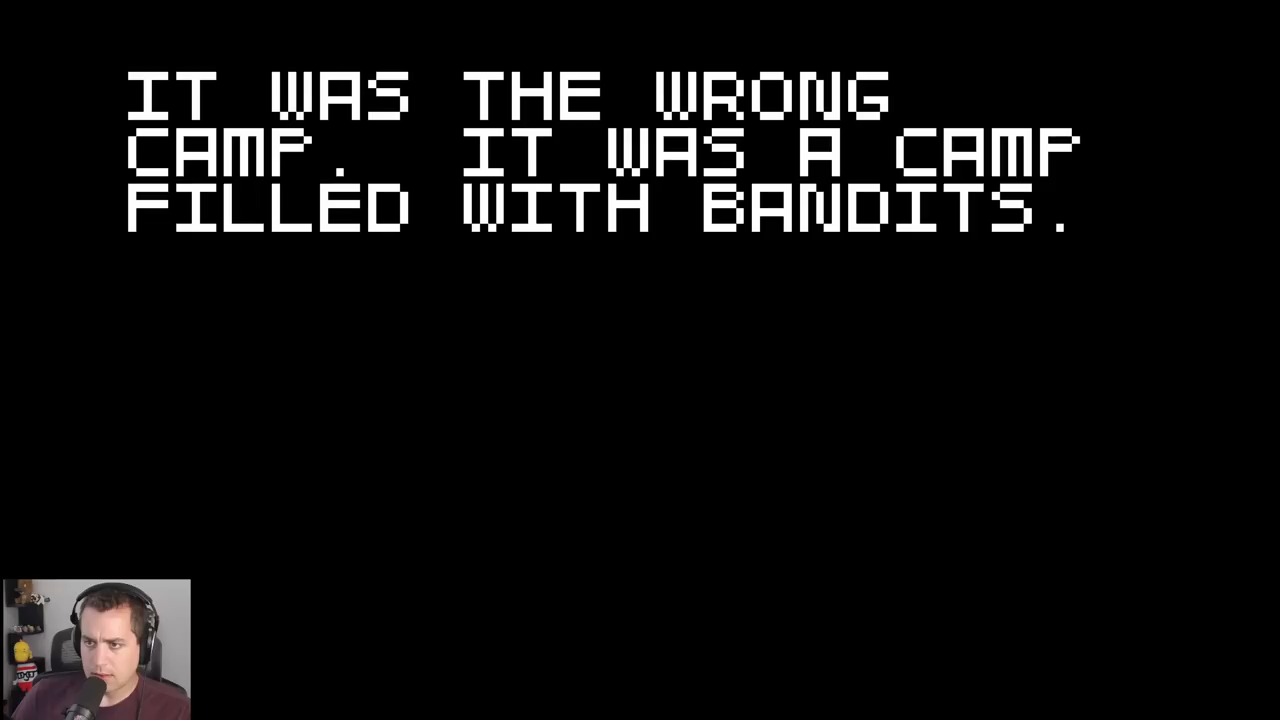 IT WAS THE WRONG
CAMP.  IT WAS A CAMP
FILLED WITH BANDITS.